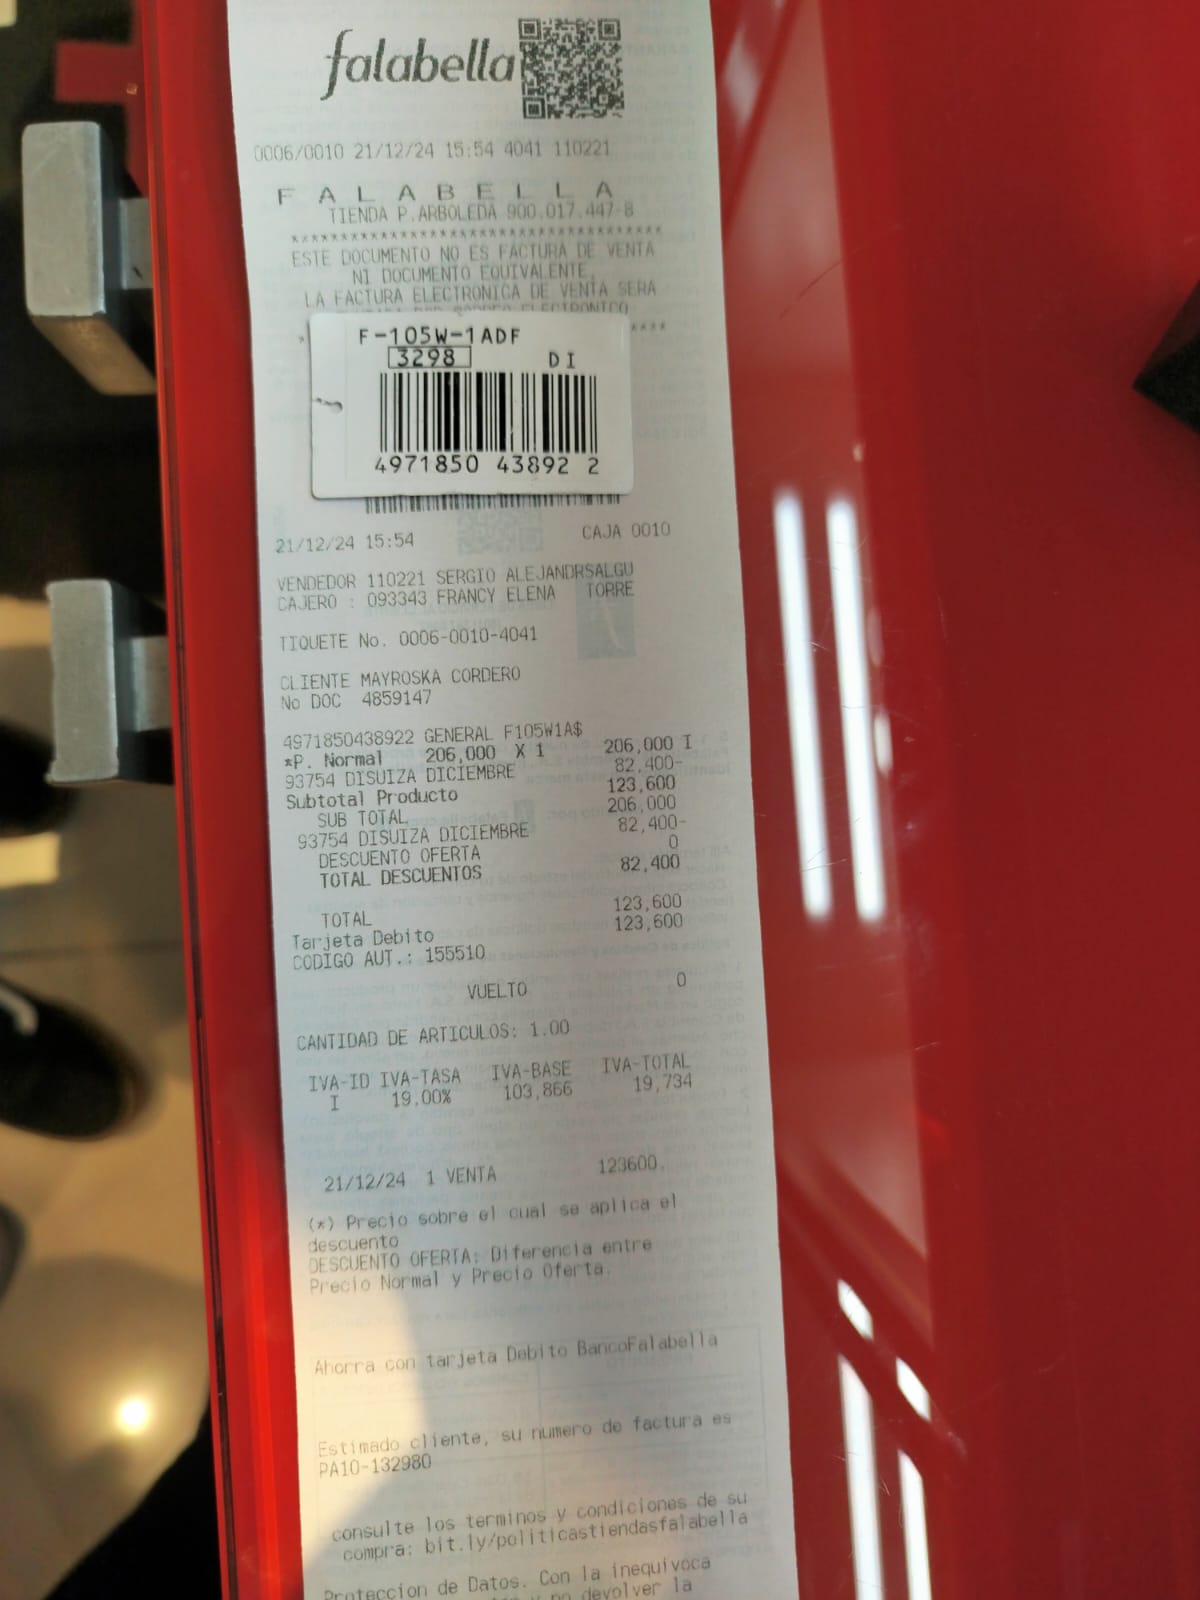 falabella
0006/0010 21/12/24 15:54 4041 110221
F A L A B E L L A
TIENDA P.ARBOLEDA 900.017.447-8
************************************
ESTE DOCUMENTO NO ES FACTURA DE VENTA
NI DOCUMENTO EQUIVALENTE.
LA FACTURA ELECTRONICA DE VENTA SERA
CORREO ELECTRONICO
F-105W-1ADF
3298 DI
4971850 43892 2
21/12/24 15:54 CAJA 0010
VENDEDOR 110221 SERGIO ALEJANDRSALGU
CAJERO : 093343 FRANCY ELENA TORRE
TIQUETE No. 0006-0010-4041
CLIENTE MAYROSKA CORDERO
No DOC 4859147
4971850438922 GENERAL F105W1A$
*P. Normal 206,000 X 1 206,000 I
93754 DISUIZA DICIEMBRE 82,400-
Subtotal Producto 123,600
SUB TOTAL 206,000
93754 DISUIZA DICIEMBRE 82,400-
DESCUENTO OFERTA 0
TOTAL DESCUENTOS 82,400
TOTAL 123,600
Tarjeta Debito 123,600
CODIGO AUT.: 155510
VUELTO 0
CANTIDAD DE ARTICULOS: 1.00
IVA-ID IVA-TASA IVA-BASE IVA-TOTAL
I 19.00% 103,866 19,734
21/12/24 1 VENTA 123600.
(*) Precio sobre el cual se aplica el
descuento
DESCUENTO OFERTA: Diferencia entre
Precio Normal y Precio Oferta.
Ahorra con tarjeta Debito BancoFalabella
Estimado cliente, su numero de factura es
PA10-132980
consulte los terminos y condiciones de su
compra: bit.ly/politicastiendasfalabella
Proteccion de Datos. Con la inequivoca
y no devolver la